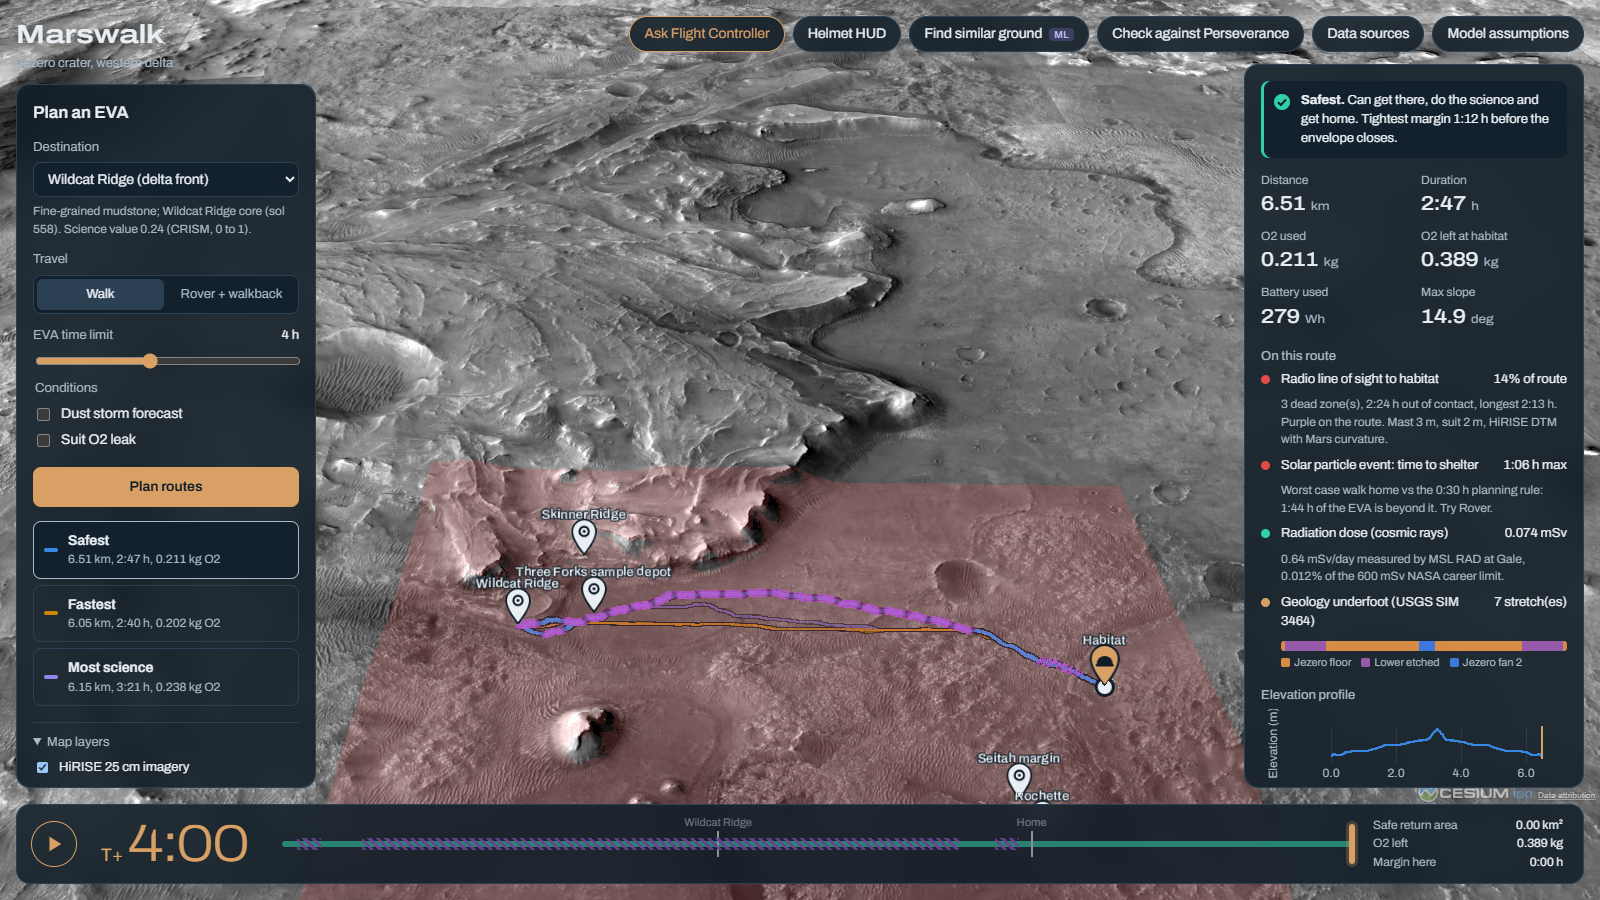 Marswalk
Jezero crater, western delta
Ask Flight Controller
Helmet HUD
Find similar ground ML
Check against Perseverance
Data sources
Model assumptions
Plan an EVA
Destination
Wildcat Ridge (delta front)
Fine-grained mudstone; Wildcat Ridge core (sol
558). Science value 0.24 (CRISM, 0 to 1).
Travel
Walk
Rover + walkback
EVA time limit
4 h
Conditions
Dust storm forecast
Suit O2 leak
Plan routes
Safest
6.51 km, 2:47 h, 0.211 kg O2
Fastest
6.05 km, 2:40 h, 0.202 kg O2
Most science
6.15 km, 3:21 h, 0.238 kg O2
▼ Map layers
HiRISE 25 cm imagery
Skinner Ridge
Three Forks sample depot
Wildcat Ridge
Habitat
Seitah margin
Rochette
Safest. Can get there, do the science and
get home. Tightest margin 1:12 h before the
envelope closes.
Distance
Duration
6.51 km
2:47 h
O2 used
O2 left at habitat
0.211 kg
0.389 kg
Battery used
Max slope
279 Wh
14.9 deg
On this route
Radio line of sight to habitat
14% of route
3 dead zone(s), 2:24 h out of contact, longest 2:13 h.
Purple on the route. Mast 3 m, suit 2 m, HiRISE DTM
with Mars curvature.
Solar particle event: time to shelter
1:06 h max
Worst case walk home vs the 0:30 h planning rule:
1:44 h of the EVA is beyond it. Try Rover.
Radiation dose (cosmic rays)
0.074 mSv
0.64 mSv/day measured by MSL RAD at Gale,
0.012% of the 600 mSv NASA career limit.
Geology underfoot (USGS SIM
3464)
7 stretch(es)
Jezero floor
Lower etched
Jezero fan 2
Elevation profile
Elevation (m)
0.0
2.0
4.0
6.0
CESIUM ion
Data attribution
T+ 4:00
Wildcat Ridge
Home
Safe return area
0.00 km²
O2 left
0.389 kg
Margin here
0:00 h